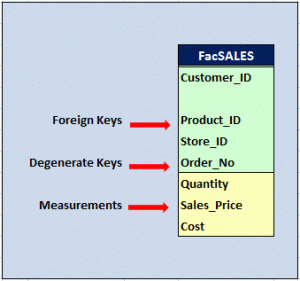 FacSALES
Customer_ID
Foreign Keys Product_ID
Store_ID
Degenerate Keys Order_No
Quantity
Measurements Sales_Price
Cost